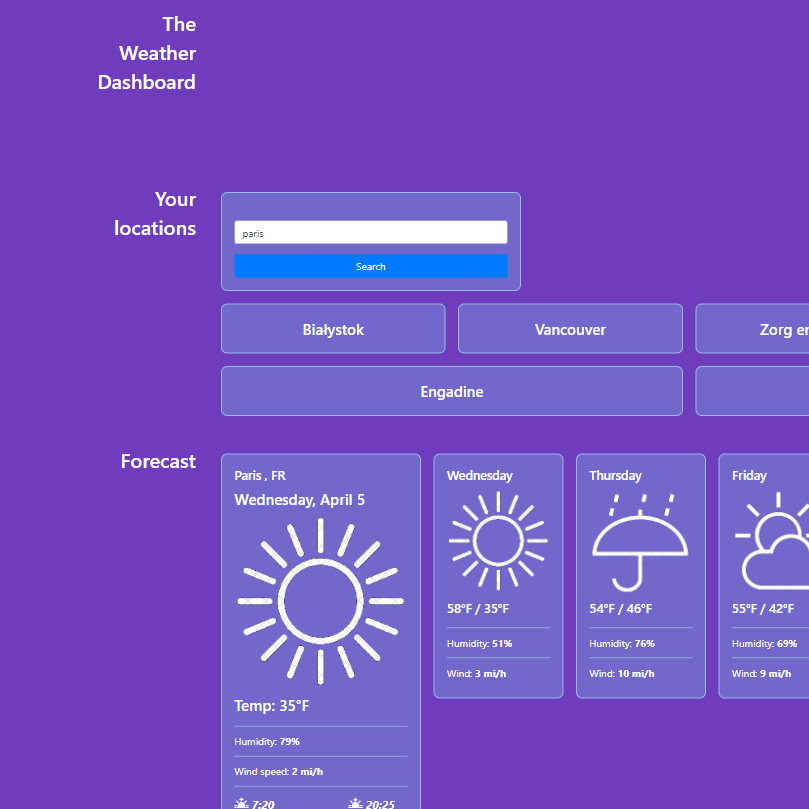 The
Weather
Dashboard
Your
locations
paris
Search
Białystok
Vancouver
Zorg
Engadine
Forecast
Paris , FR
Wednesday, April 5
Temp: 35°F
Humidity: 79%
Wind speed: 2 mi/h
7:20
20:25
Wednesday
58°F / 35°F
Humidity: 51%
Wind: 3 mi/h
Thursday
54°F / 46°F
Humidity: 76%
Wind: 10 mi/h
Friday
55°F / 42°F
Humidity: 69%
Wind: 9 mi/h